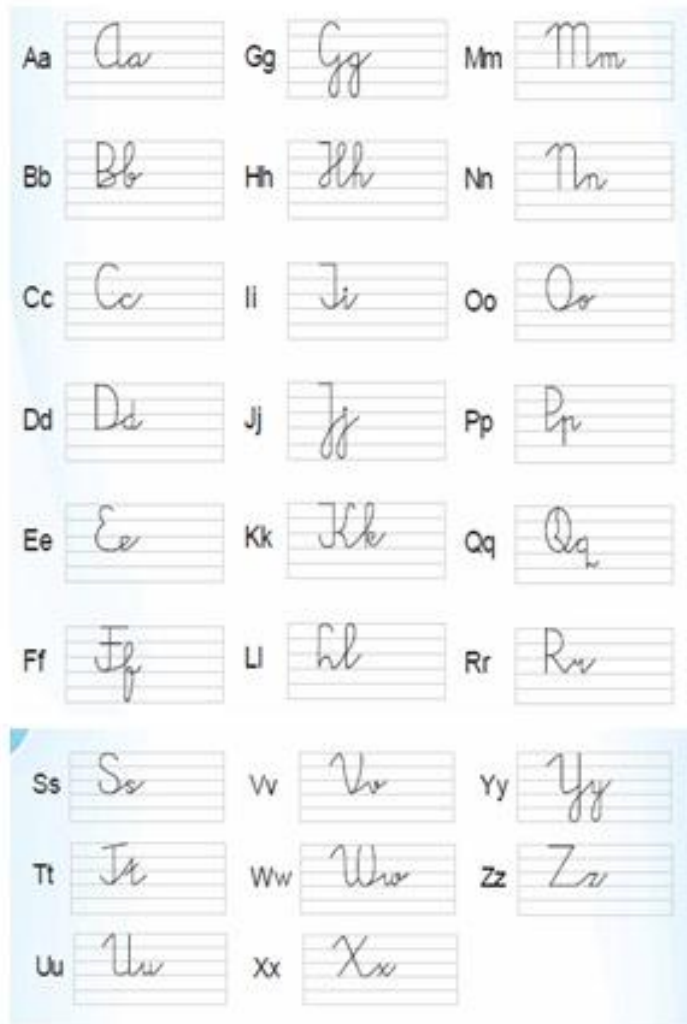 Aa Aa Gg Gg Mm Mm
Bb Bb Hh Hh Nn Nn
Cc Cc Ii Ii Oo Oo
Dd Dd Jj Jj Pp Pp
Ee Ee Kk Kk Qq Qq
Ff Ff Ll Ll Rr Rr
Ss Ss Vv Vv Yy Yy
Tt Tt Ww Ww Zz Zz
Uu Uu Xx Xx